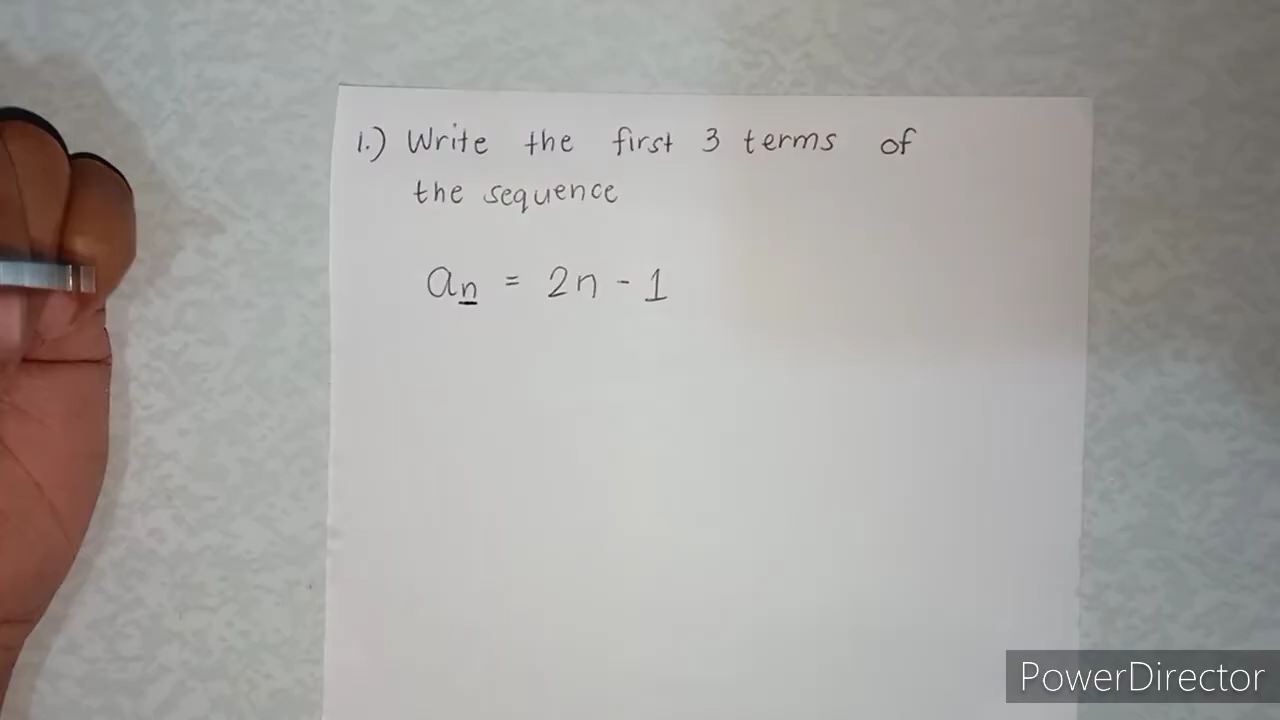 1.) Write the first 3 terms of
the sequence
an = 2n - 1
PowerDirector